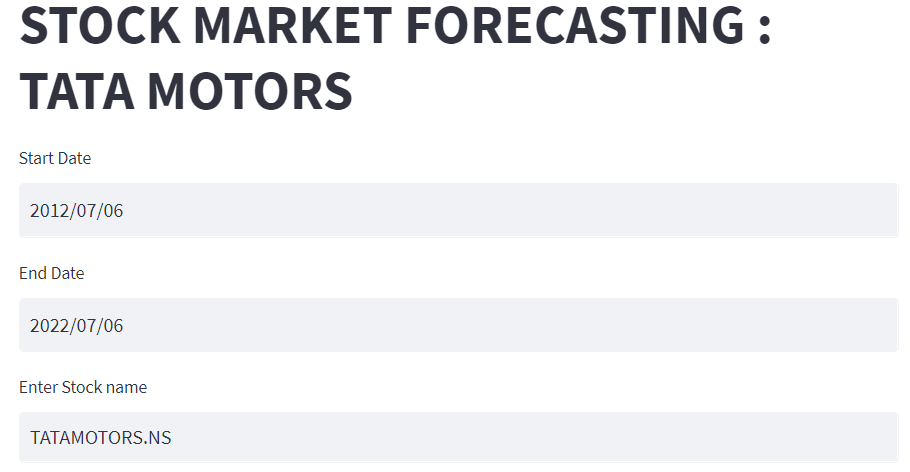 STOCK MARKET FORECASTING :
TATA MOTORS
Start Date
2012/07/06
End Date
2022/07/06
Enter Stock name
TATAMOTORS.NS